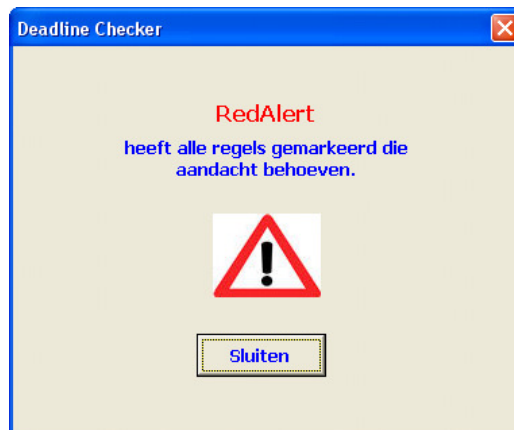 Deadline Checker
RedAlert
heeft alle regels gemarkeerd die
aandacht behoeven.
Sluiten